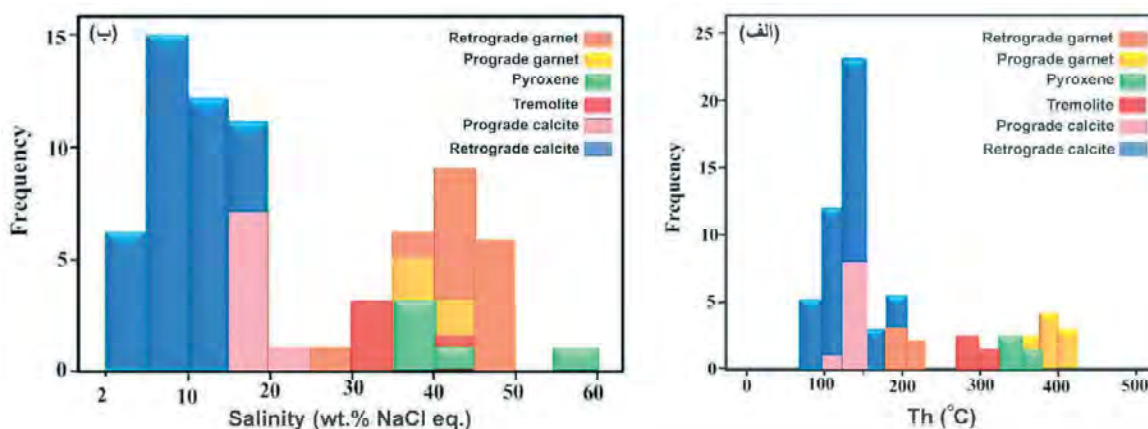 (ب)
15
10
5
0
Frequency
Retrograde garnet
Prograde garnet
Pyroxene
Tremolite
Prograde calcite
Retrograde calcite
2 10 20 30 40 50 60
Salinity (wt.% NaCl eq.)
(الف)
25
20
15
10
5
0
Frequency
Retrograde garnet
Prograde garnet
Pyroxene
Tremolite
Prograde calcite
Retrograde calcite
0 100 200 300 400 500
Th (°C)